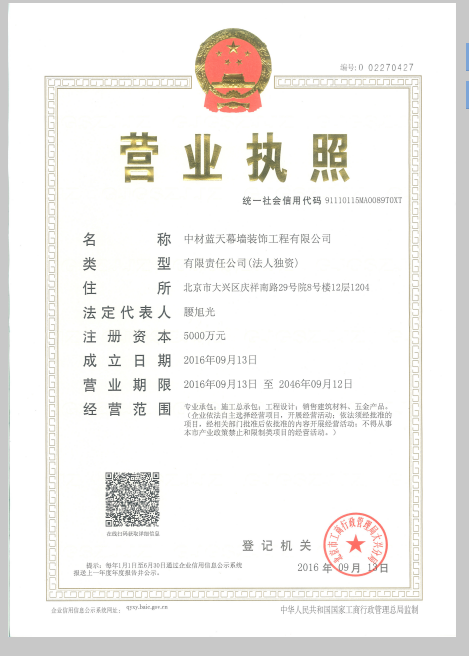 编号:0 02270427
营业执照
统一社会信用代码 91110115MA0089T0XT
名称 中材蓝天幕墙装饰工程有限公司
类型 有限责任公司(法人独资)
住所 北京市大兴区庆祥南路29号院8号楼12层1204
法定代表人 腰旭光
注册资本 5000万元
成立日期 2016年09月13日
营业期限 2016年09月13日 至 2046年09月12日
经营范围 专业承包;施工总承包;工程设计;销售建筑材料、五金产品。
(企业依法自主选择经营项目,开展经营活动;依法须经批准的
项目,经相关部门批准后依批准的内容开展经营活动;不得从事
本市产业政策禁止和限制类项目的经营活动。)
在线扫码获取详细信息
登记机关
北京市工商行政管理局大兴分局
2016 年 09 月 13 日
提示:每年1月1日至6月30日通过企业信用信息公示系统
报送上一年度年度报告并公示。
企业信用信息公示系统网址: qyxy.baic.gov.cn
中华人民共和国国家工商行政管理总局监制